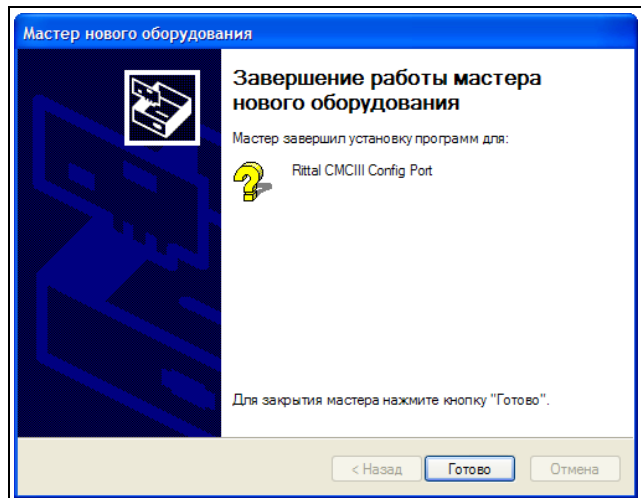 Мастер нового оборудования
Завершение работы мастера
нового оборудования
Мастер завершил установку программ для:
Rittal CMCIII Config Port
Для закрытия мастера нажмите кнопку "Готово".
< Назад
Готово
Отмена